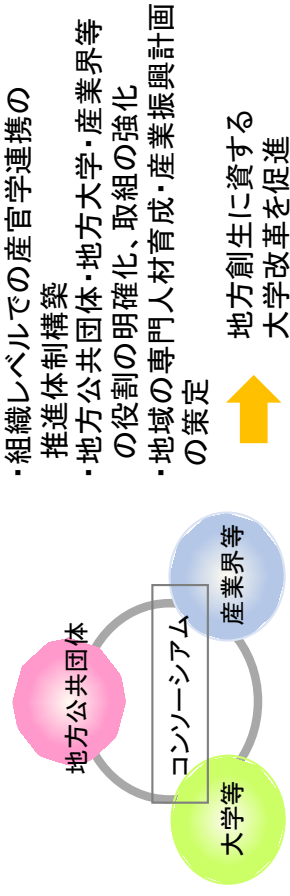 ・組織レベルでの産官学連携の
推進体制構築
・地方公共団体・地方大学・産業界等
の役割の明確化、取組の強化
・地域の専門人材育成・産業振興計画
の策定
地方創生に資する
大学改革を促進
地方公共団体
コンソーシアム
大学等
産業界等